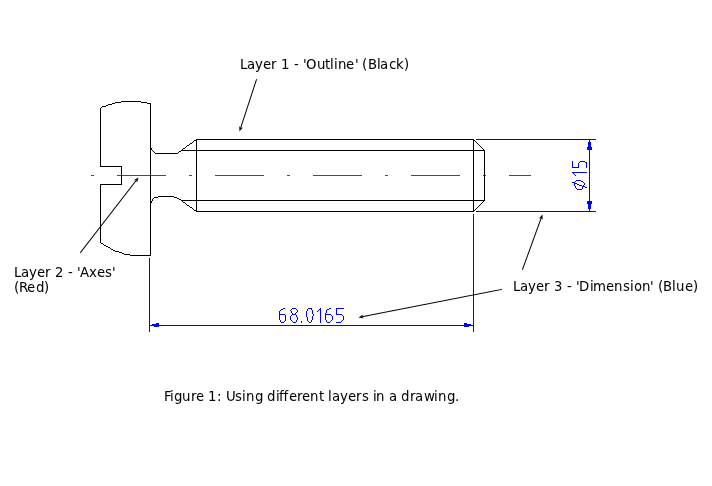 Layer 1 - 'Outline' (Black)
⌀15
Layer 2 - 'Axes'
(Red)
Layer 3 - 'Dimension' (Blue)
68.0165
Figure 1: Using different layers in a drawing.